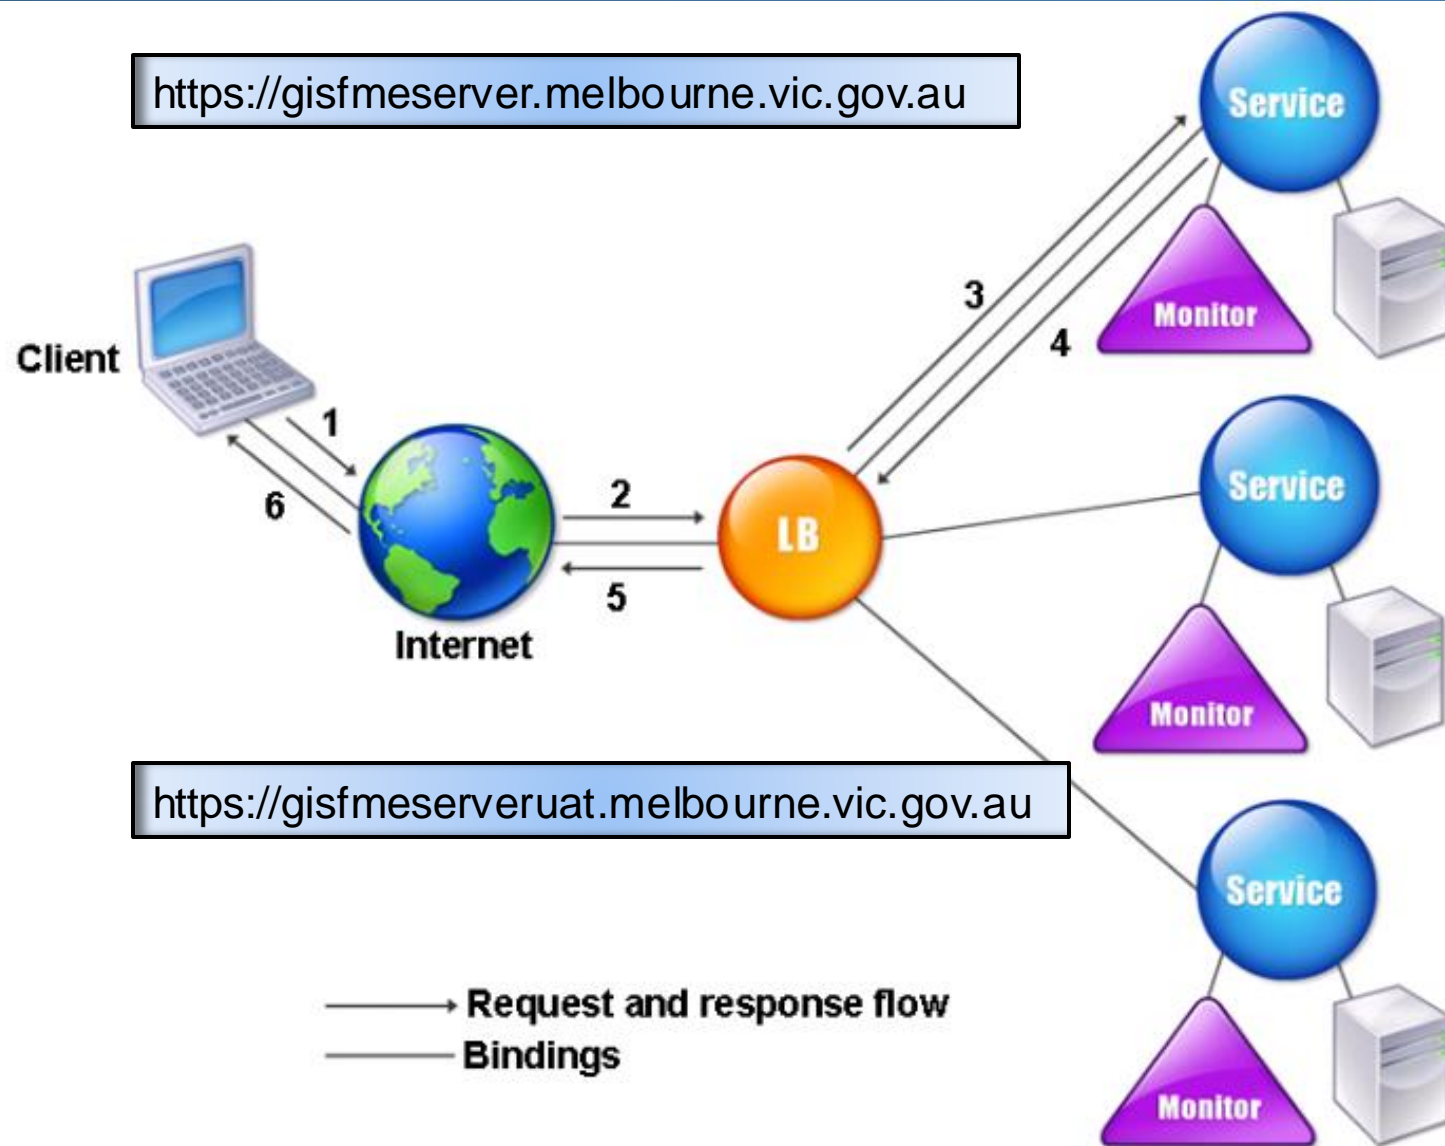 https://gisfmeserver.melbourne.vic.gov.au
Service
Monitor
3
4
Client
1
6
Internet
2
5
LB
Service
Monitor
https://gisfmeserveruat.melbourne.vic.gov.au
Service
Monitor
Request and response flow
Bindings